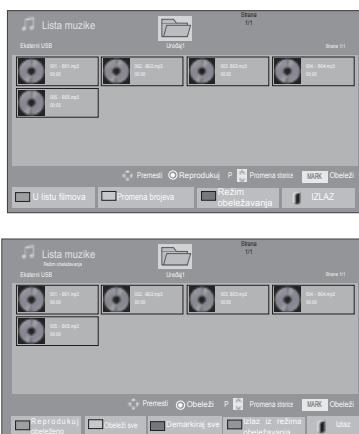 Lista muzike
Strana
1/1
Eksterni USB
Uređaj1
Strana 1/1
001. - B01.mp3
00:00
002. -B02.mp3
00:00
003. B03.mp3
00:00
004. - B04.mp3
00:00
005. - B05.mp3
00:00
Premesti Reprodukuj P Promena stonice MARK Obeleži
U listu filmova
Promena brojeva
Režim obeležavanja
IZLAZ
Lista muzike
Režim obeležavanja
Strana
1/1
Eksterni USB
Uređaj1
Strana 1/1
001. - B01.mp3
00:00
002. -B02.mp3
00:00
003. B03.mp3
00:00
004. - B04.mp3
00:00
005. - B05.mp3
00:00
Premesti Obeleži P Promena stonice MARK Obeleži
Reprodukuj obeleženo
Obeleži sve
Demarkiraj sve
Izlaz iz režima obeležavanja
Izlaz